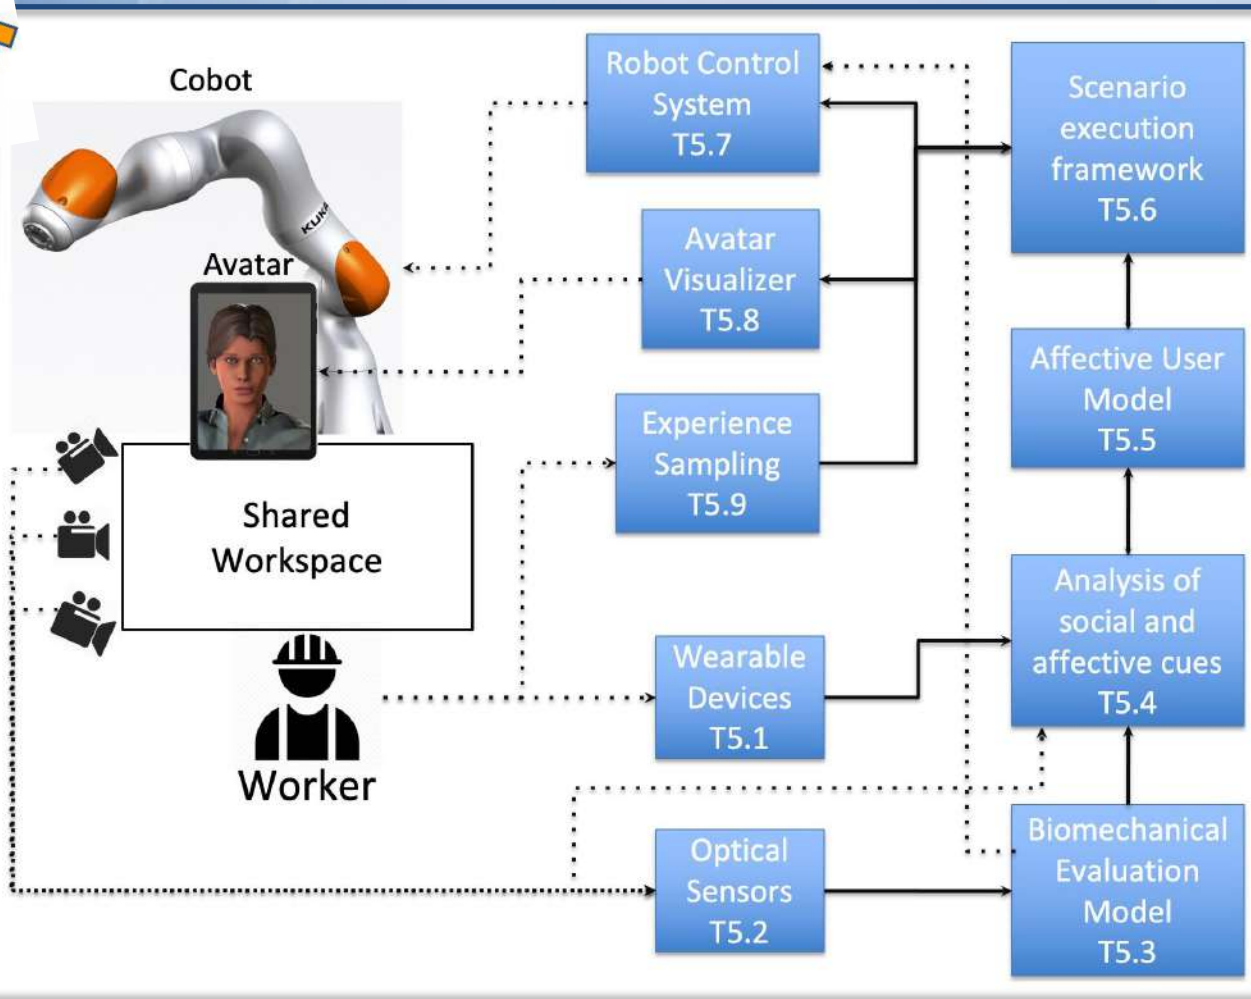 Cobot
KUKA
Avatar
Shared
Workspace
Worker
Robot Control
System
T5.7
Avatar
Visualizer
T5.8
Experience
Sampling
T5.9
Wearable
Devices
T5.1
Optical
Sensors
T5.2
Scenario
execution
framework
T5.6
Affective User
Model
T5.5
Analysis of
social and
affective cues
T5.4
Biomechanical
Evaluation
Model
T5.3